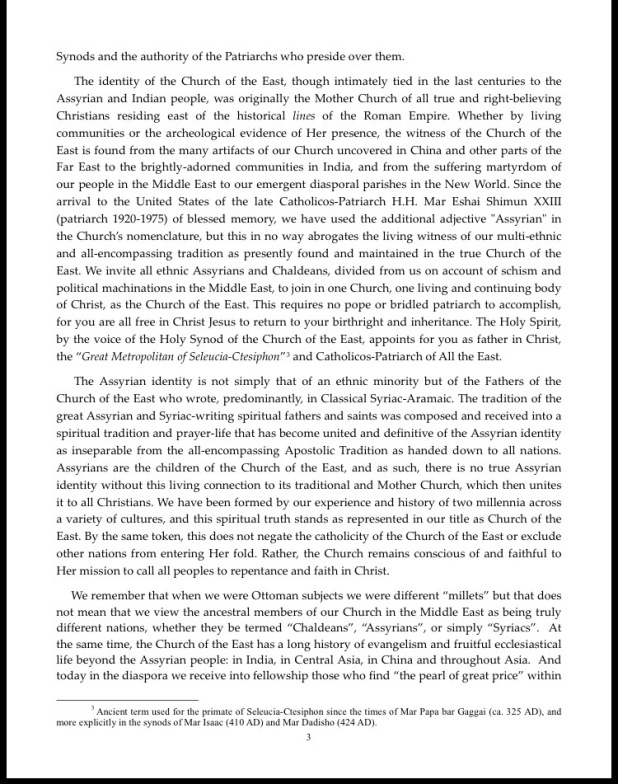 Synods and the authority of the Patriarchs who preside over them.
The identity of the Church of the East, though intimately tied in the last centuries to the
Assyrian and Indian people, was originally the Mother Church of all true and right-believing
Christians residing east of the historical lines of the Roman Empire. Whether by living
communities or the archeological evidence of Her presence, the witness of the Church of the
East is found from the many artifacts of our Church uncovered in China and other parts of the
Far East to the brightly-adorned communities in India, and from the suffering martyrdom of
our people in the Middle East to our emergent diasporal parishes in the New World. Since the
arrival to the United States of the late Catholicos-Patriarch H.H. Mar Eshai Shimun XXIII
(patriarch 1920-1975) of blessed memory, we have used the additional adjective "Assyrian" in
the Church's nomenclature, but this in no way abrogates the living witness of our multi-ethnic
and all-encompassing tradition as presently found and maintained in the true Church of the
East. We invite all ethnic Assyrians and Chaldeans, divided from us on account of schism and
political machinations in the Middle East, to join in one Church, one living and continuing body
of Christ, as the Church of the East. This requires no pope or bridled patriarch to accomplish,
for you are all free in Christ Jesus to return to your birthright and inheritance. The Holy Spirit,
by the voice of the Holy Synod of the Church of the East, appoints for you as father in Christ,
the "Great Metropolitan of Seleucia-Ctesiphon"³ and Catholicos-Patriarch of All the East.
The Assyrian identity is not simply that of an ethnic minority but of the Fathers of the
Church of the East who wrote, predominantly, in Classical Syriac-Aramaic. The tradition of the
great Assyrian and Syriac-writing spiritual fathers and saints was composed and received into a
spiritual tradition and prayer-life that has become united and definitive of the Assyrian identity
as inseparable from the all-encompassing Apostolic Tradition as handed down to all nations.
Assyrians are the children of the Church of the East, and as such, there is no true Assyrian
identity without this living connection to its traditional and Mother Church, which then unites
it to all Christians. We have been formed by our experience and history of two millennia across
a variety of cultures, and this spiritual truth stands as represented in our title as Church of the
East. By the same token, this does not negate the catholicity of the Church of the East or exclude
other nations from entering Her fold. Rather, the Church remains conscious of and faithful to
Her mission to call all peoples to repentance and faith in Christ.
We remember that when we were Ottoman subjects we were different "millets" but that does
not mean that we view the ancestral members of our Church in the Middle East as being truly
different nations, whether they be termed "Chaldeans", "Assyrians", or simply "Syriacs". At
the same time, the Church of the East has a long history of evangelism and fruitful ecclesiastical
life beyond the Assyrian people: in India, in Central Asia, in China and throughout Asia. And
today in the diaspora we receive into fellowship those who find "the pearl of great price" within
³ Ancient term used for the primate of Seleucia-Ctesiphon since the times of Mar Papa bar Gaggai (ca. 325 AD), and
more explicitly in the synods of Mar Isaac (410 AD) and Mar Dadisho (424 AD).
3